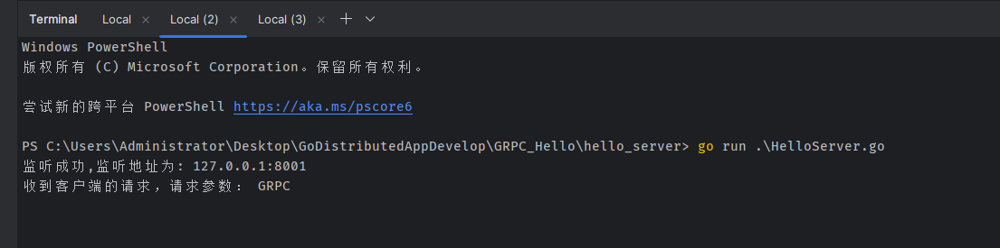 Terminal Local × Local (2) × Local (3) ×
Windows PowerShell
版权所有 (C) Microsoft Corporation。保留所有权利。
尝试新的跨平台 PowerShell https://aka.ms/pscore6
PS C:\Users\Administrator\Desktop\GoDistributedAppDevelop\GRPC_Hello\hello_server> go run .\HelloServer.go
监听成功,监听地址为: 127.0.0.1:8001
收到客户端的请求，请求参数： GRPC